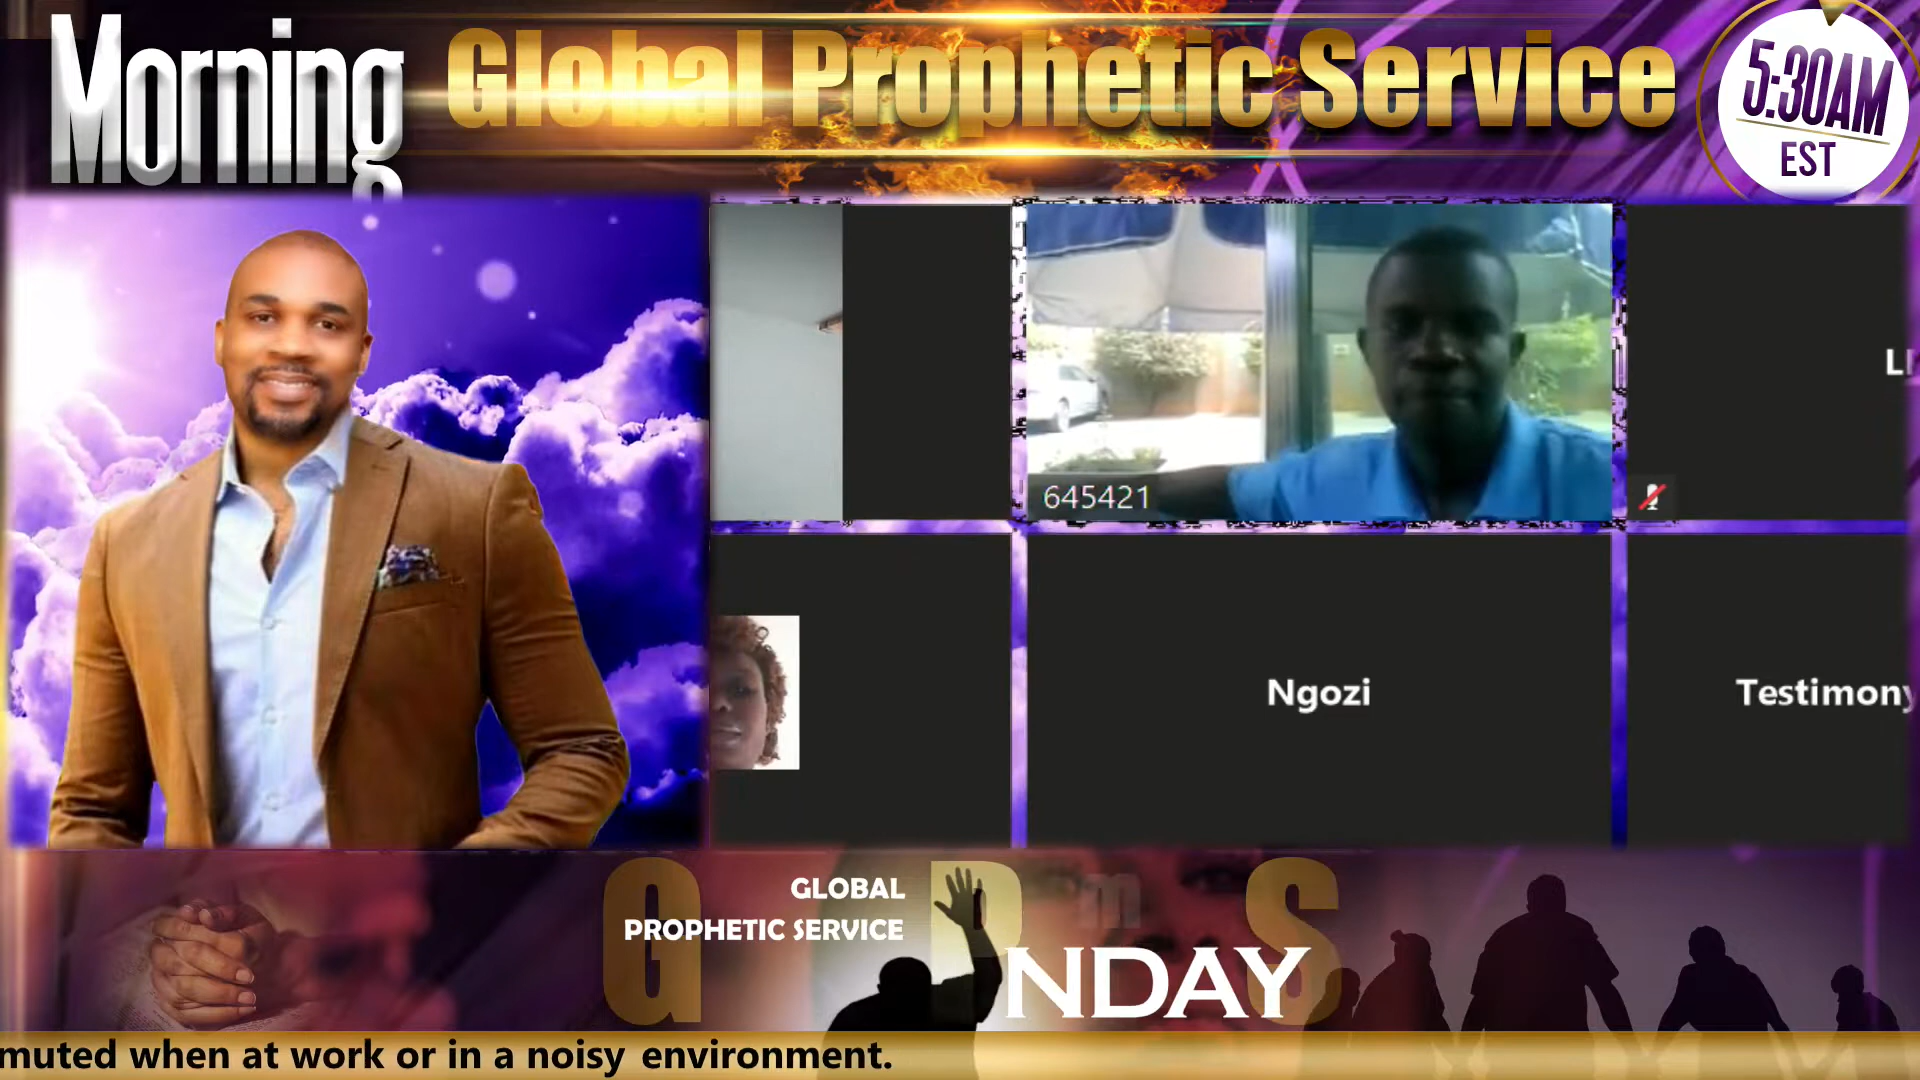 Morning
Global Prophetic Service
5:30AM
EST
645421
Ngozi
Testimony
GPmS
GLOBAL
PROPHETIC SERVICE
NDAY
muted when at work or in a noisy environment.